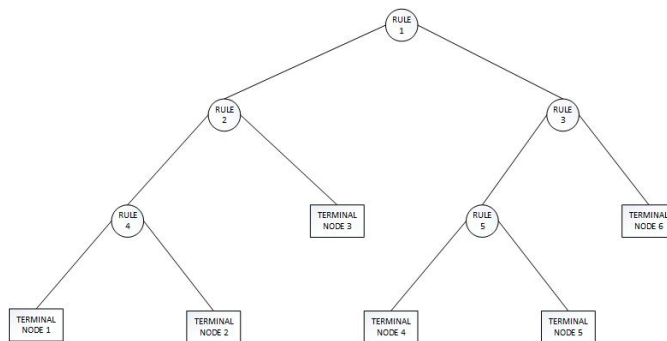 RULE
1
RULE
2
RULE
3
RULE
4
TERMINAL
NODE 3
RULE
5
TERMINAL
NODE 6
TERMINAL
NODE 1
TERMINAL
NODE 2
TERMINAL
NODE 4
TERMINAL
NODE 5